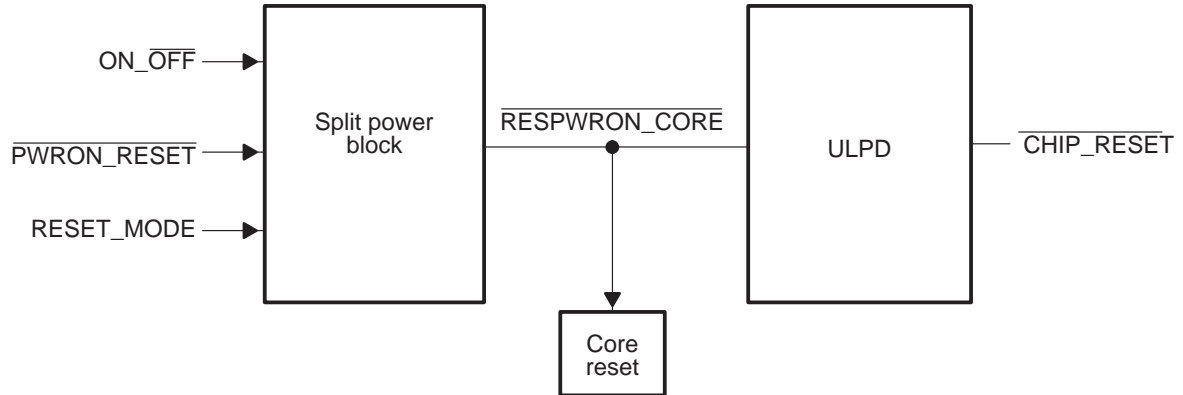 ON_OFF
PWRON_RESET
RESET_MODE
Split power
block
RESPWRON_CORE
ULPD
CHIP_RESET
Core
reset